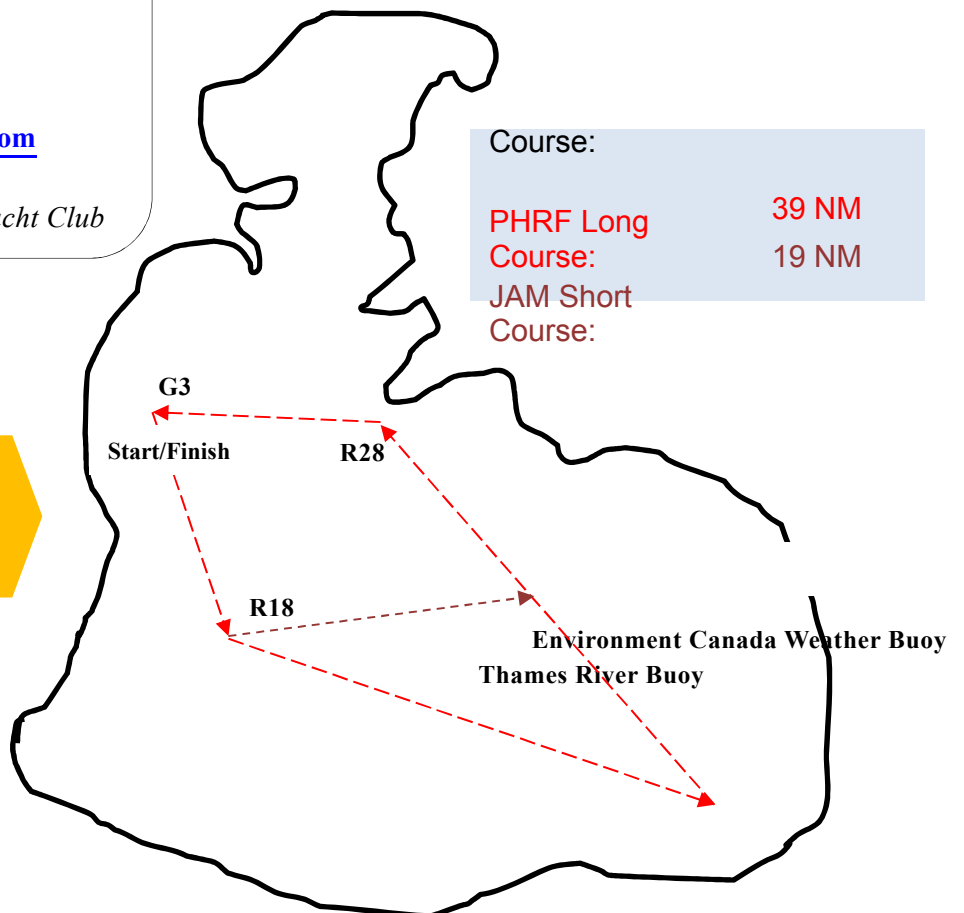 om
acht Club
Course:
PHRF Long
Course:
39 NM
19 NM
JAM Short
Course:
G3
Start/Finish
R28
R18
Environment Canada Weather Buoy
Thames River Buoy